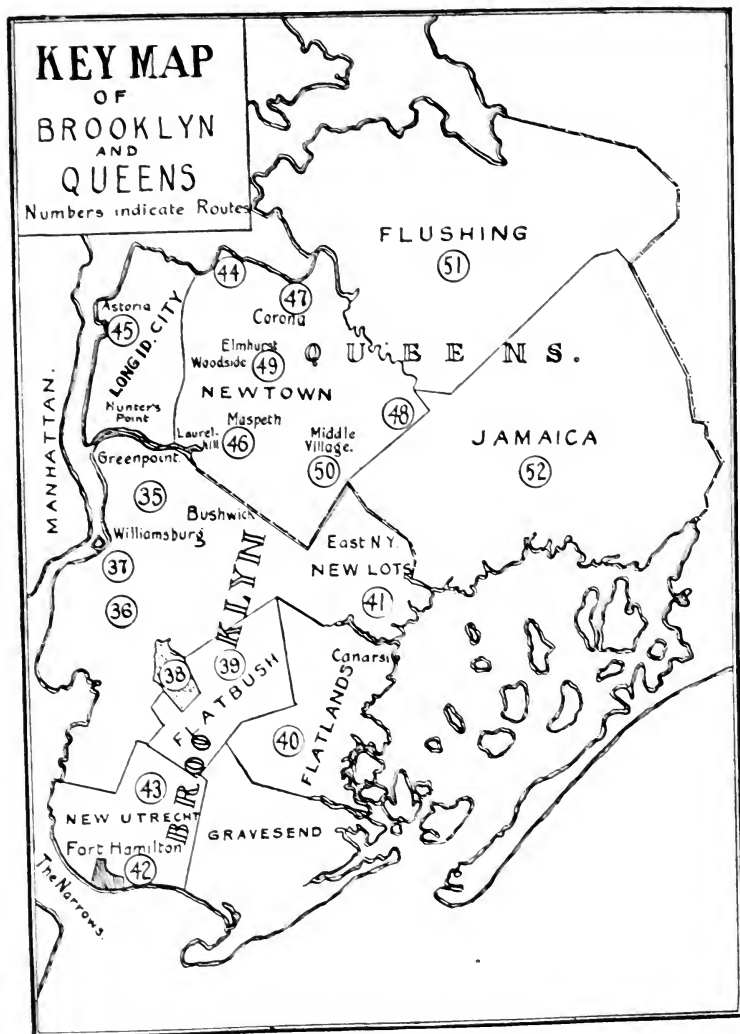 KEY MAP
OF
BROOKLYN
AND
QUEENS
Numbers indicate Routes
FLUSHING
51
44
47
Corona
Astoria
45
LONG ID. CITY
Elmhurst
Woodside
49
QUEENS.
NEWTOWN
Hunter's
Point
Laurel-
hill
Maspeth
46
48
Middle
Village.
50
JAMAICA
52
MANHATTAN.
Greenpoint.
35
Bushwick
Williamsburg
37
36
East N.Y.
NEW LOTS
41
BROOKLYN
38
39
FLATBUSH
Canarsi
FLATLANDS
40
43
NEW UTRECHT
GRAVESEND
Fort Hamilton
42
The Narrows.